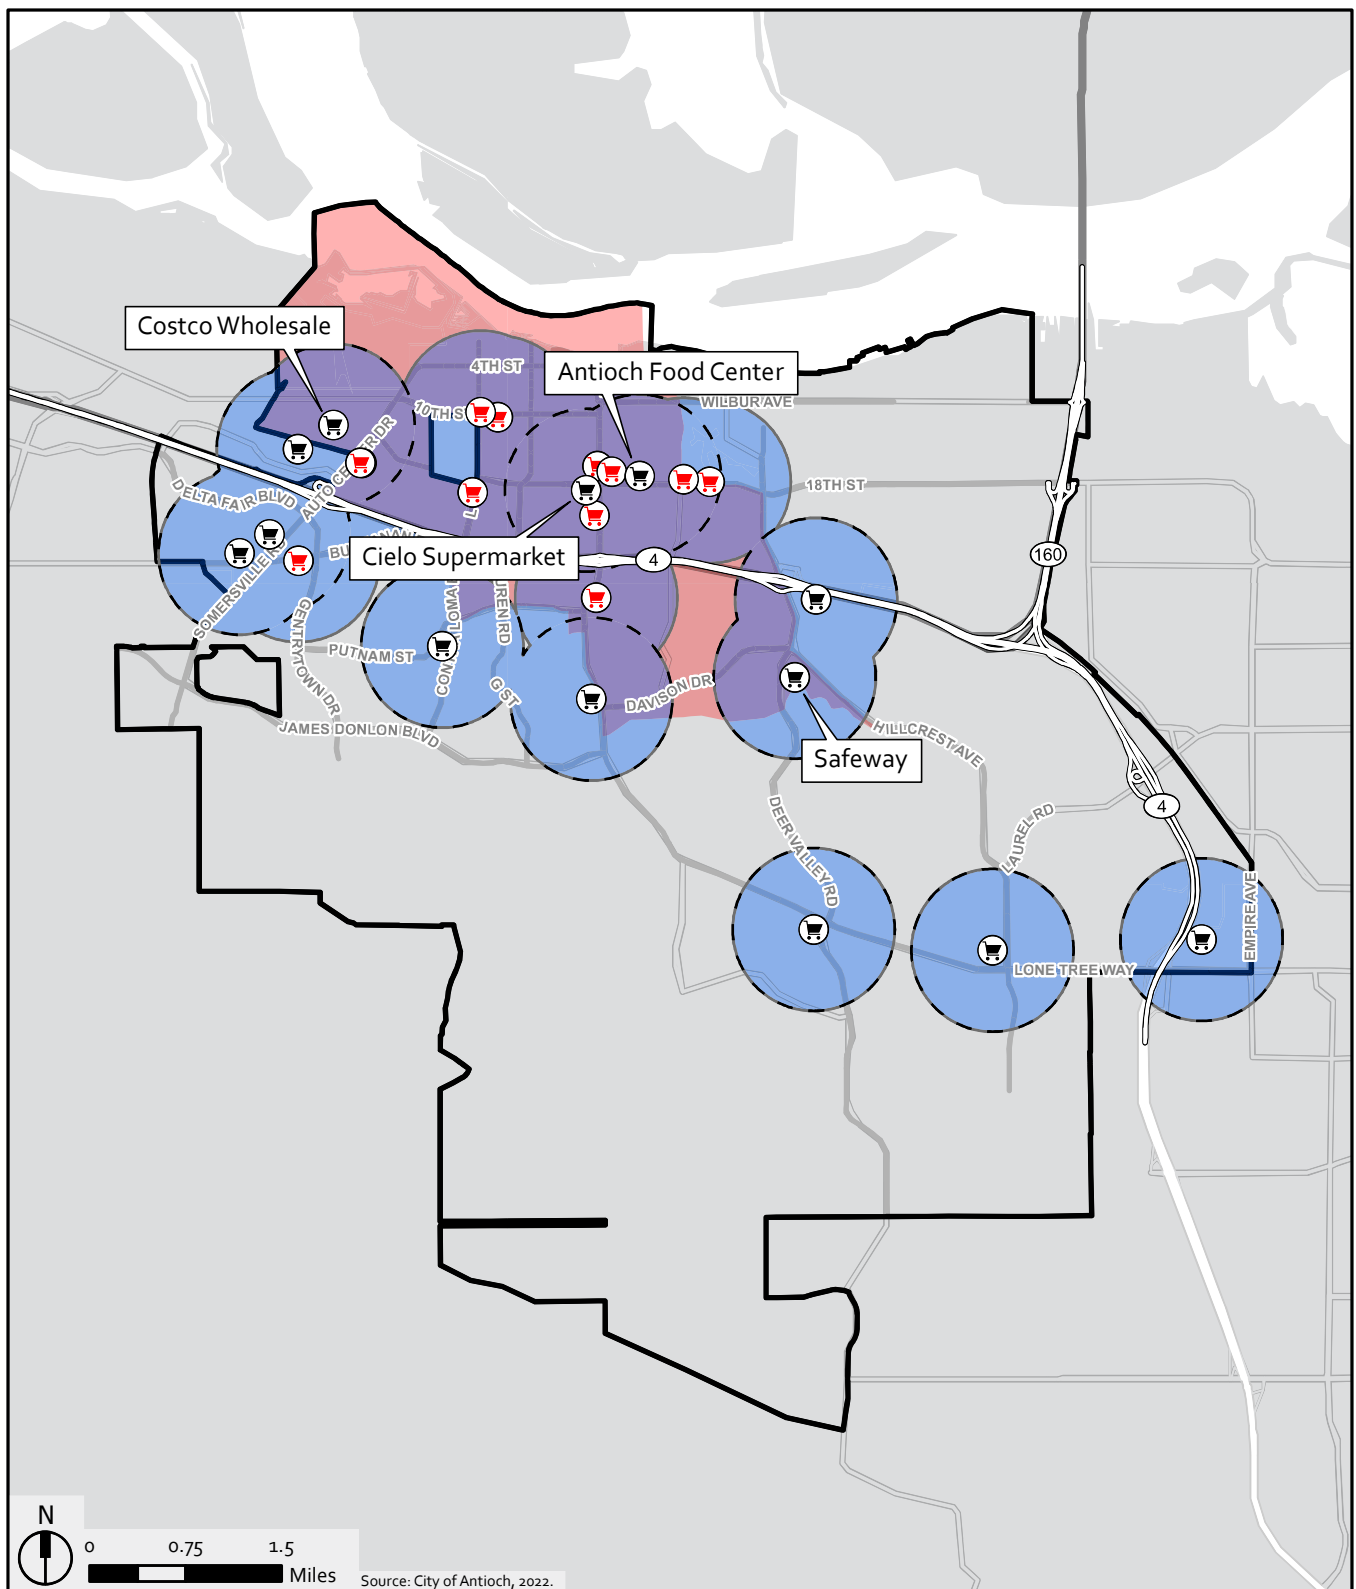 Costco Wholesale
4TH ST
Antioch Food Center
10TH S
WILBUR AVE
AUTO CENTER DR
DELTA FAIR BLVD
18TH ST
L
Cielo Supermarket
4
160
SOMERSVILLE RD
GENTRYTOWN DR
PUTNAM ST
G ST
DAVISON DR
JAMES DONLON BLVD
HILLCREST AVE
Safeway
DEER VALLEY RD
LAUREL RD
4
EMPIRE AVE
LONE TREE WAY
N
0 0.75 1.5
Miles
Source: City of Antioch, 2022.